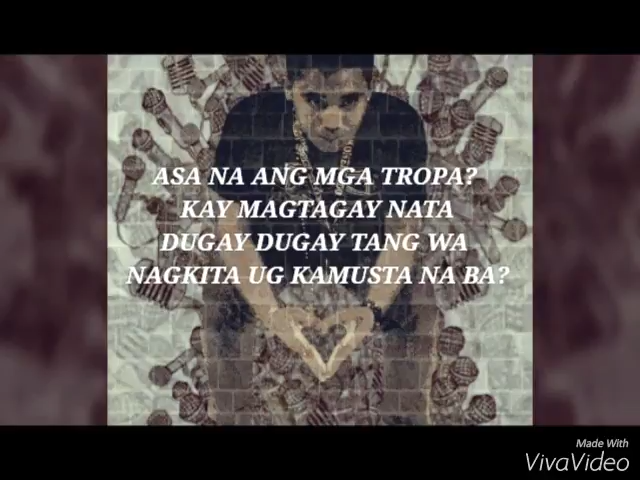 ASA NA ANG MGA TROPA?
KAY MAGTAGAY NATA
DUGAY DUGAY TANG WA
NAGKITA UG KAMUSTA NA BA?
Made With
VivaVideo